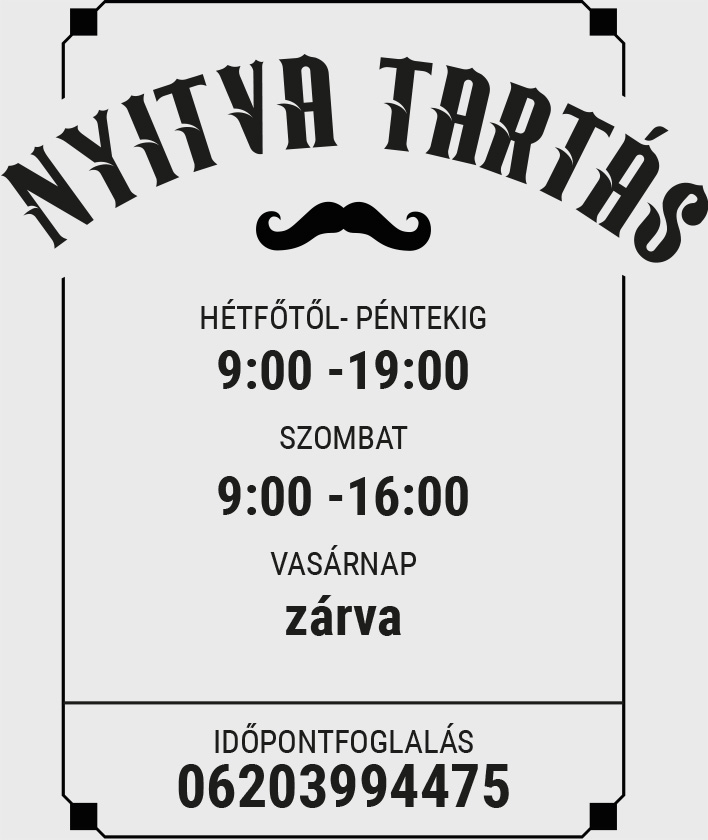 NYITVA TARTÁS
HÉTFŐTŐL- PÉNTEKIG
9:00 -19:00
SZOMBAT
9:00 -16:00
VASÁRNAP
zárva
IDŐPONTFOGLALÁS
06203994475